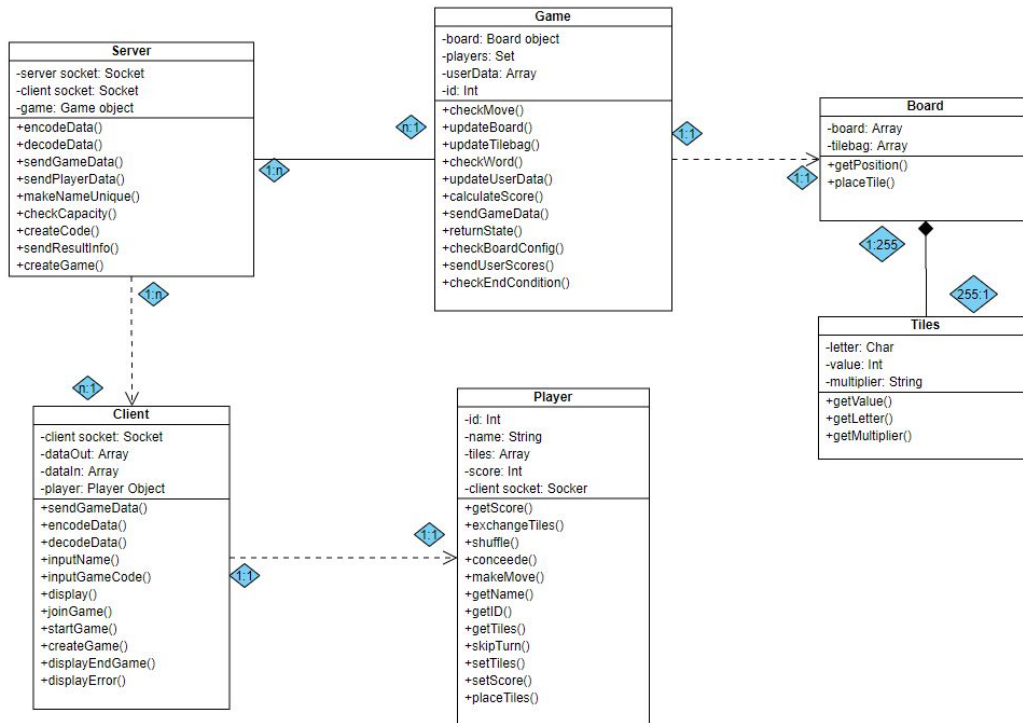 Server
-server socket: Socket
-client socket: Socket
-game: Game object
+encodeData()
+decodeData()
+sendGameData()
+sendPlayerData()
+makeNameUnique()
+checkCapacity()
+createCode()
+sendResultInfo()
+createGame()
1:n
n:1
Game
-board: Board object
-players: Set
-userData: Array
-id: Int
+checkMove()
+updateBoard()
+updateTilebag()
+checkWord()
+updateUserData()
+calculateScore()
+sendGameData()
+returnState()
+checkBoardConfig()
+sendUserScores()
+checkEndCondition()
1:1
1:1
Board
-board: Array
-tilebag: Array
+getPosition()
+placeTile()
1:255
255:1
Tiles
-letter: Char
-value: Int
-multiplier: String
+getValue()
+getLetter()
+getMultiplier()
1:n
n:1
Client
-client socket: Socket
-dataOut: Array
-dataIn: Array
-player: Player Object
+sendGameData()
+encodeData()
+decodeData()
+inputName()
+inputGameCode()
+display()
+joinGame()
+startGame()
+createGame()
+displayEndGame()
+displayError()
1:1
1:1
Player
-id: Int
-name: String
-tiles: Array
-score: Int
-client socket: Socker
+getScore()
+exchangeTiles()
+shuffle()
+conceede()
+makeMove()
+getName()
+getID()
+getTiles()
+skipTurn()
+setTiles()
+setScore()
+placeTiles()